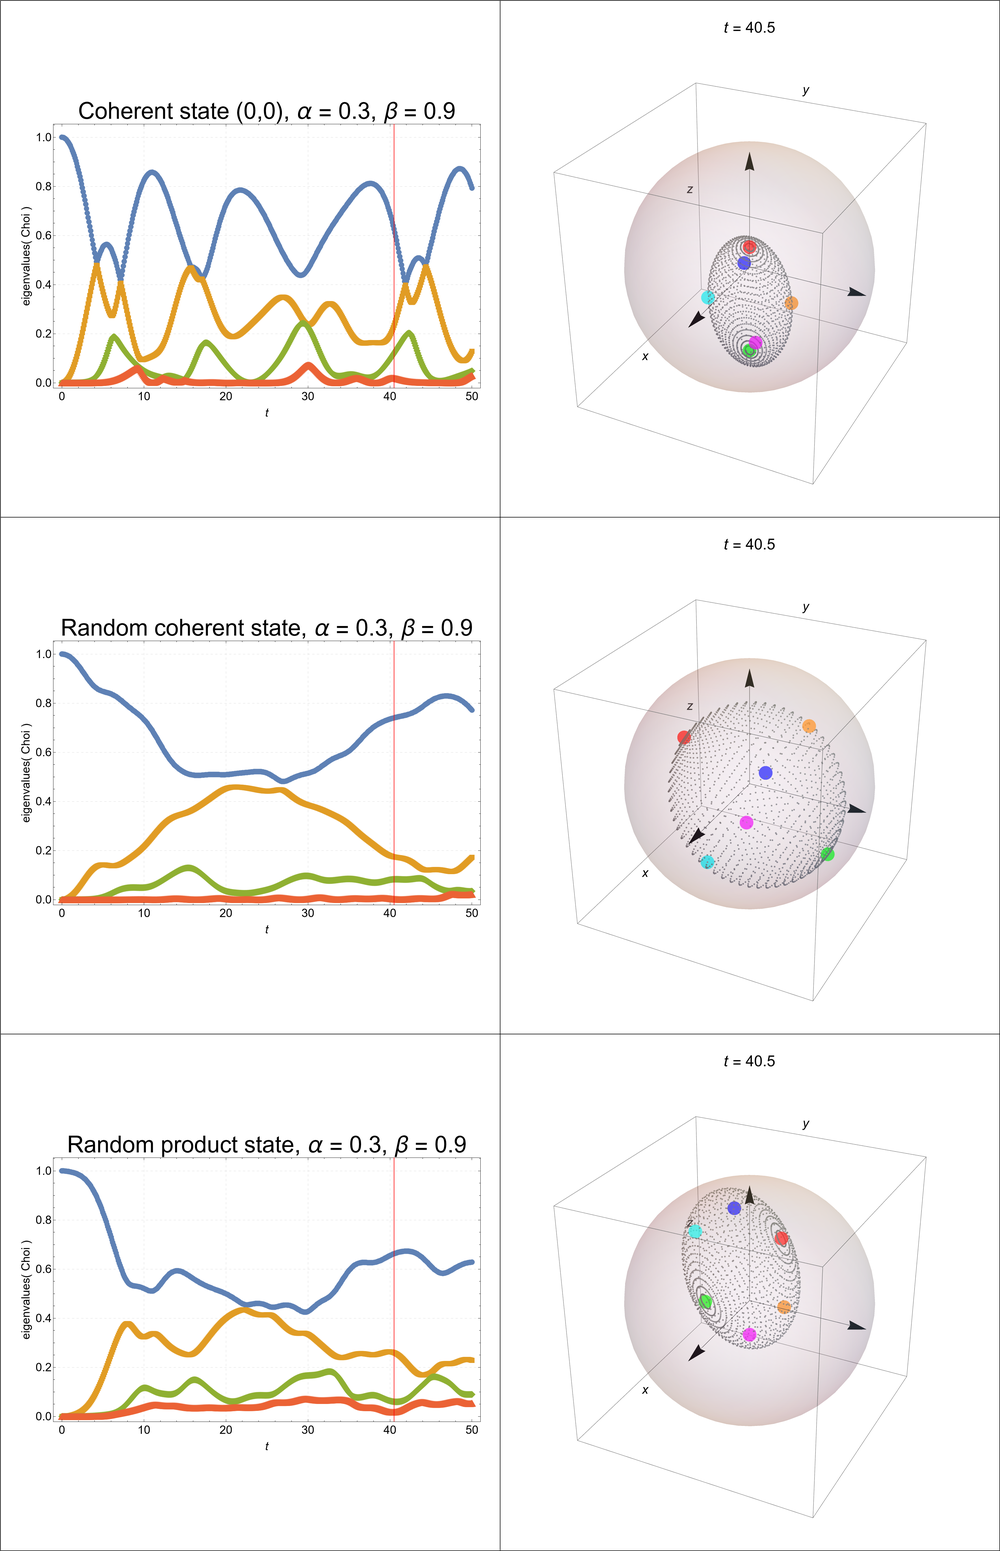 Coherent state (0,0), α = 0.3, β = 0.9
eigenvalues( Choi )
1.0
0.8
0.6
0.4
0.2
0.0
0 10 20 30 40 50
t
t = 40.5
y
z
x
Random coherent state, α = 0.3, β = 0.9
eigenvalues( Choi )
1.0
0.8
0.6
0.4
0.2
0.0
0 10 20 30 40 50
t
t = 40.5
y
z
x
Random product state, α = 0.3, β = 0.9
eigenvalues( Choi )
1.0
0.8
0.6
0.4
0.2
0.0
0 10 20 30 40 50
t
t = 40.5
y
z
x